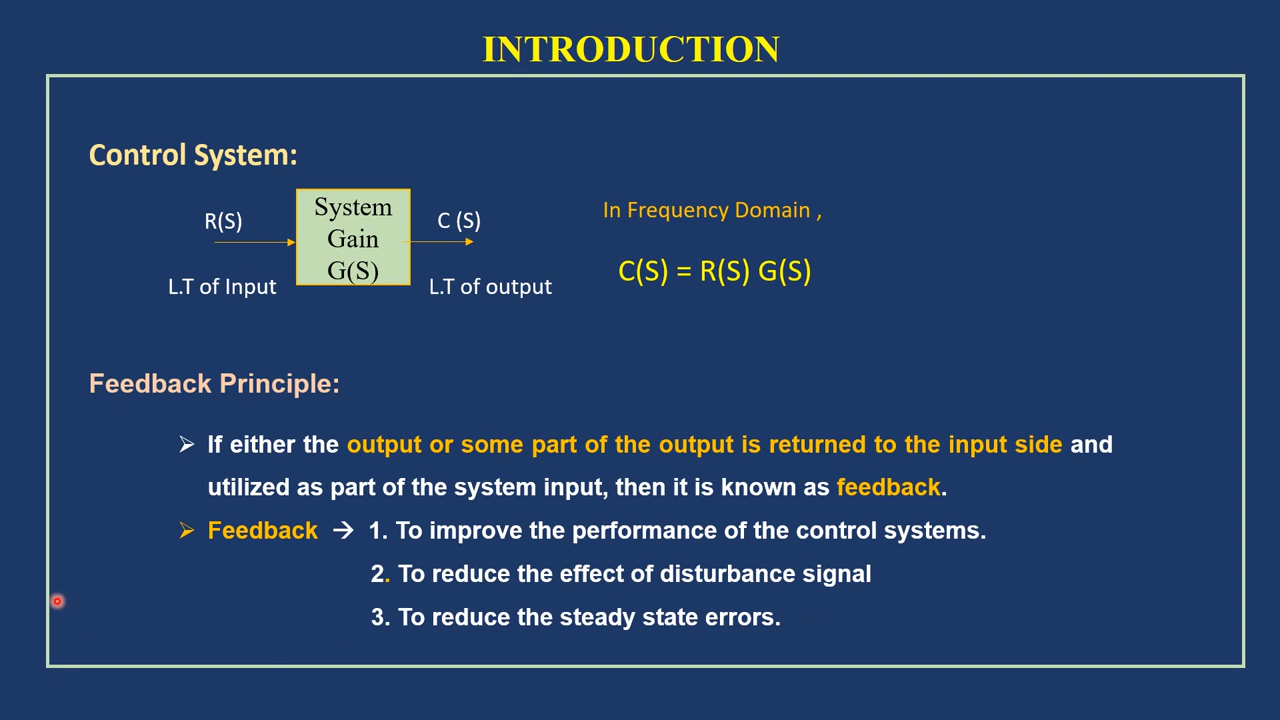 INTRODUCTION
Control System:
R(S)
System
Gain
G(S)
C (S)
L.T of Input
L.T of output
In Frequency Domain ,
C(S) = R(S) G(S)
Feedback Principle:
➢ If either the output or some part of the output is returned to the input side and
utilized as part of the system input, then it is known as feedback.
➢ Feedback → 1. To improve the performance of the control systems.
2. To reduce the effect of disturbance signal
3. To reduce the steady state errors.